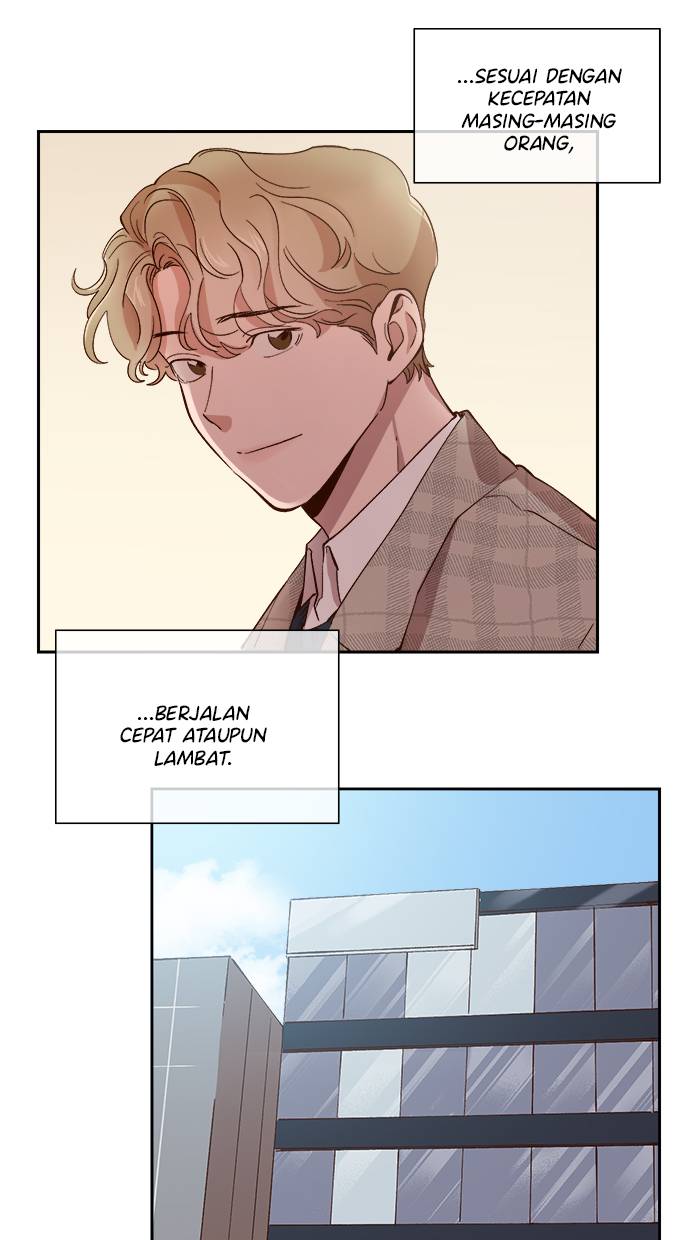 ...SESUAI DENGAN
KECEPATAN
MASING-MASING
ORANG,
...BERJALAN
CEPAT ATAUPUN
LAMBAT.